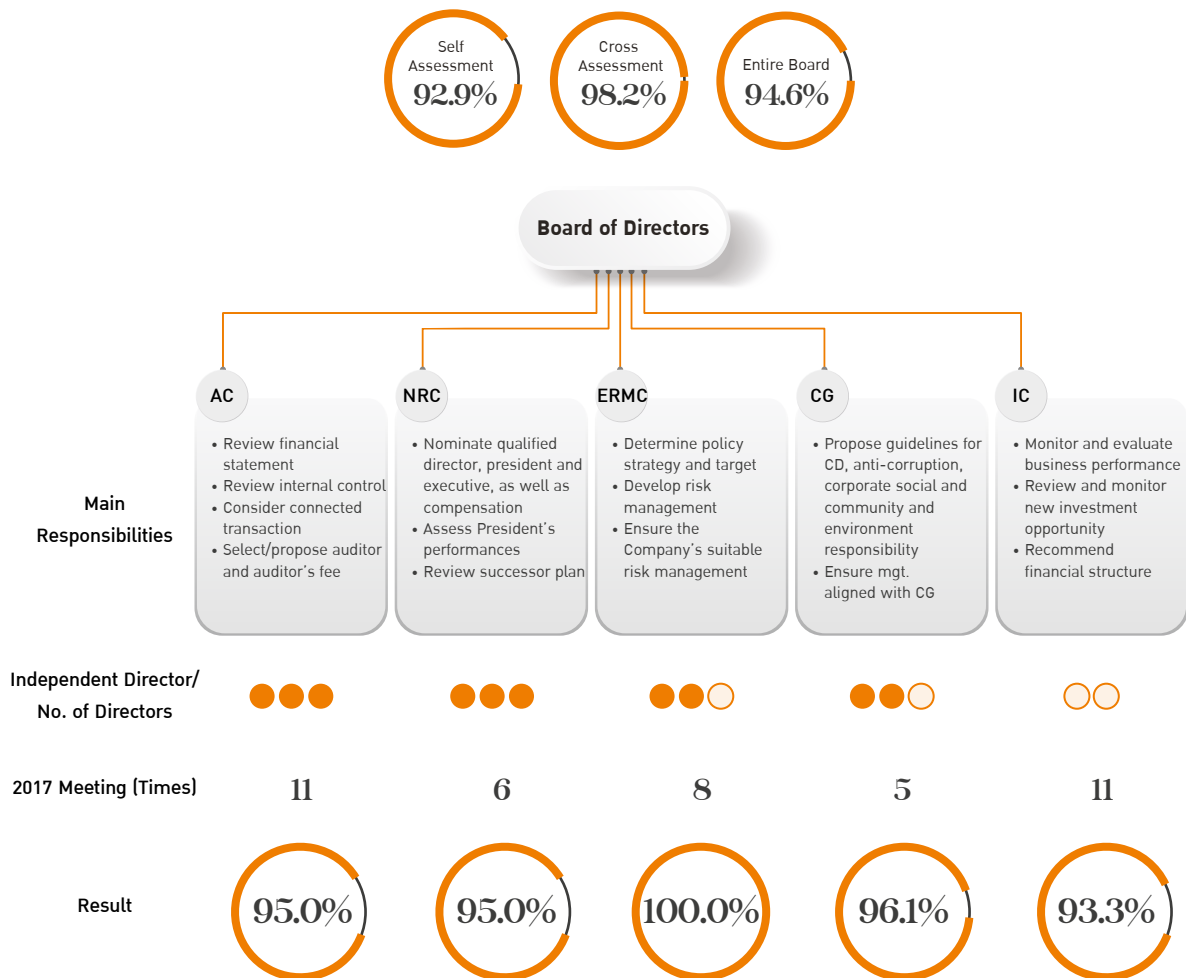 Self
Assessment
92.9%
Cross
Assessment
98.2%
Entire Board
94.6%
Board of Directors
Main
Responsibilities
AC
• Review financial
statement
• Review internal control
• Consider connected
transaction
• Select/propose auditor
and auditor's fee
NRC
• Nominate qualified
director, president and
executive, as well as
compensation
• Assess President's
performances
• Review successor plan
ERMC
• Determine policy
strategy and target
• Develop risk
management
• Ensure the
Company's suitable
risk management
CG
• Propose guidelines for
CD, anti-corruption,
corporate social and
community and
environment
responsibility
• Ensure mgt.
aligned with CG
IC
• Monitor and evaluate
business performance
• Review and monitor
new investment
opportunity
• Recommend
financial structure
Independent Director/
No. of Directors
2017 Meeting (Times)
11
6
8
5
11
Result
95.0%
95.0%
100.0%
96.1%
93.3%